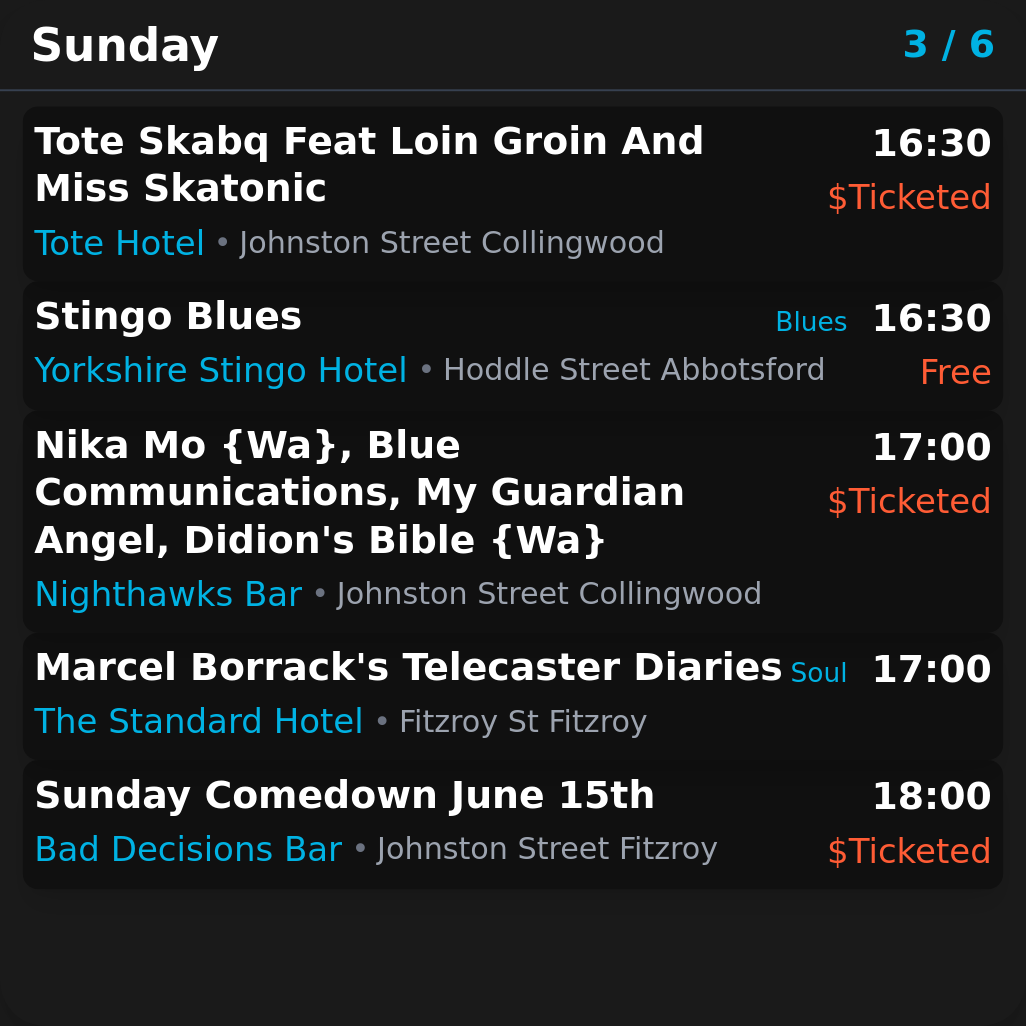 Sunday 3 / 6
Tote Skabq Feat Loin Groin And 16:30
Miss Skatonic $Ticketed
Tote Hotel • Johnston Street Collingwood
Stingo Blues Blues 16:30
Yorkshire Stingo Hotel • Hoddle Street Abbotsford Free
Nika Mo {Wa}, Blue 17:00
Communications, My Guardian $Ticketed
Angel, Didion's Bible {Wa}
Nighthawks Bar • Johnston Street Collingwood
Marcel Borrack's Telecaster Diaries Soul 17:00
The Standard Hotel • Fitzroy St Fitzroy
Sunday Comedown June 15th 18:00
Bad Decisions Bar • Johnston Street Fitzroy $Ticketed